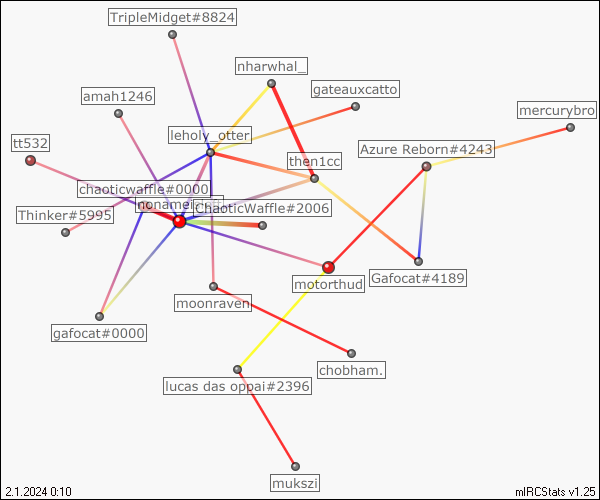 TripleMidget#8824
nharwhal_
gateauxcatto
amah1246
mercurybro
leholy_otter
tt532
Azure Reborn#4243
then1cc
chaoticwaffle#0000
ChaoticWaffle#2006
Thinker#5995
Gafocat#4189
motorthud
moonraven
gafocat#0000
chobham.
lucas das oppai#2396
mukszi
2.1.2024 0:10
mIRCStats v1.25